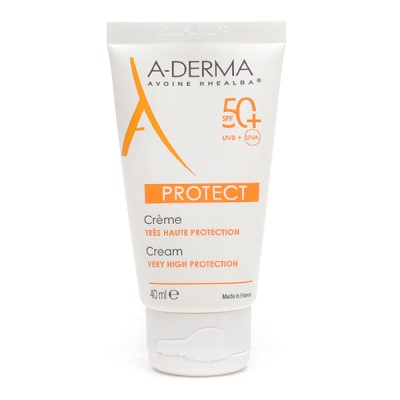 A-DERMA
AVOINE RHEALBA®
SPF 50+
UVB + UVA
PROTECT
Crème
TRÈS HAUTE PROTECTION
Cream
VERY HIGH PROTECTION
40 ml e
Made in France